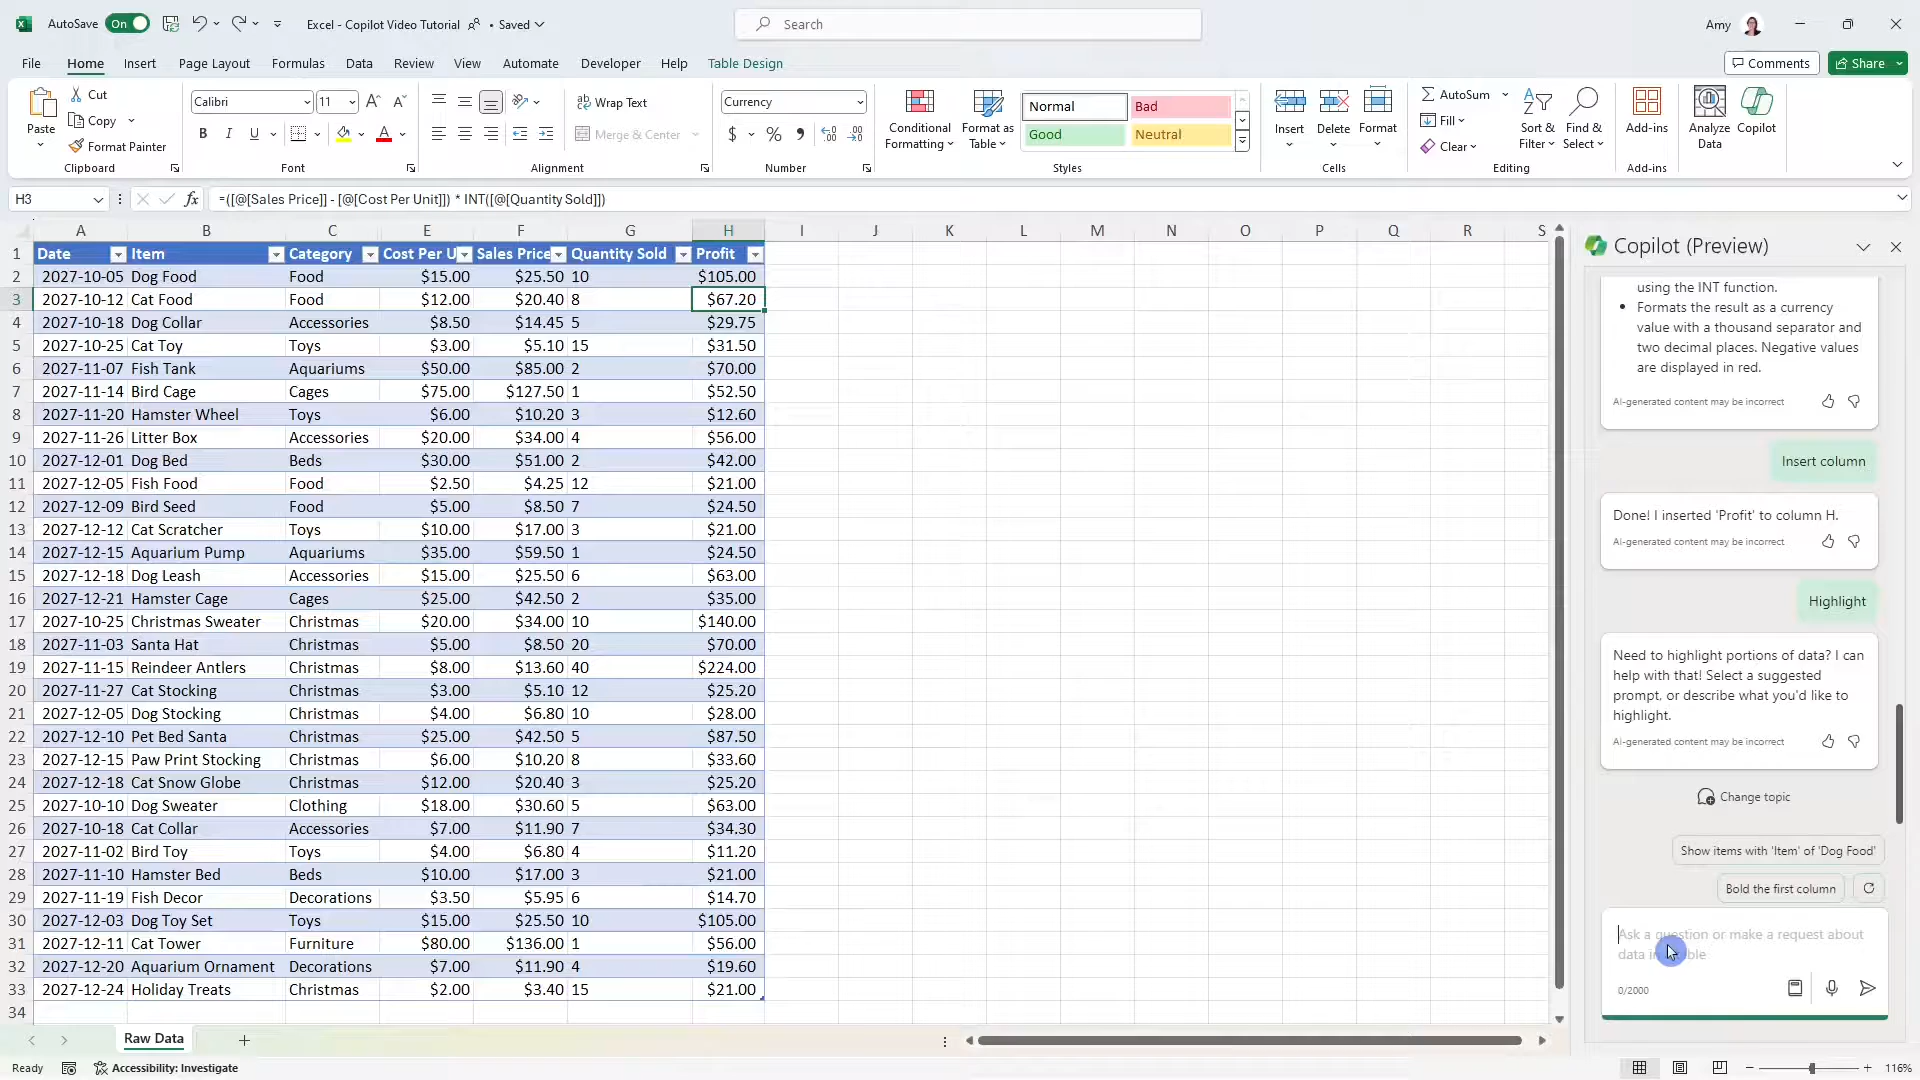 AutoSave On Excel - Copilot Video Tutorial • Saved Search Amy
File Home Insert Page Layout Formulas Data Review View Automate Developer Help Table Design Comments Share
Paste
Cut
Copy
Format Painter
Clipboard
Calibri 11
B I U
Font
Wrap Text
Merge & Center
Alignment
Currency
$ % ,
Number
Conditional Formatting
Format as Table
Normal Bad
Good Neutral
Styles
Insert Delete Format
Cells
AutoSum
Fill
Clear
Sort & Filter
Find & Select
Editing
Add-ins
Add-ins
Analyze Data
Copilot
H3 fx =([@[Sales Price]] - [@[Cost Per Unit]]) * INT([@[Quantity Sold]])
A B C E F G H I J K L M N O P Q R S
1 Date Item Category Cost Per U Sales Price Quantity Sold Profit
2 2027-10-05 Dog Food Food $15.00 $25.50 10 $105.00
3 2027-10-12 Cat Food Food $12.00 $20.40 8 $67.20
4 2027-10-18 Dog Collar Accessories $8.50 $14.45 5 $29.75
5 2027-10-25 Cat Toy Toys $3.00 $5.10 15 $31.50
6 2027-11-07 Fish Tank Aquariums $50.00 $85.00 2 $70.00
7 2027-11-14 Bird Cage Cages $75.00 $127.50 1 $52.50
8 2027-11-20 Hamster Wheel Toys $6.00 $10.20 3 $12.60
9 2027-11-26 Litter Box Accessories $20.00 $34.00 4 $56.00
10 2027-12-01 Dog Bed Beds $30.00 $51.00 2 $42.00
11 2027-12-05 Fish Food Food $2.50 $4.25 12 $21.00
12 2027-12-09 Bird Seed Food $5.00 $8.50 7 $24.50
13 2027-12-12 Cat Scratcher Toys $10.00 $17.00 3 $21.00
14 2027-12-15 Aquarium Pump Aquariums $35.00 $59.50 1 $24.50
15 2027-12-18 Dog Leash Accessories $15.00 $25.50 6 $63.00
16 2027-12-21 Hamster Cage Cages $25.00 $42.50 2 $35.00
17 2027-10-25 Christmas Sweater Christmas $20.00 $34.00 10 $140.00
18 2027-11-03 Santa Hat Christmas $5.00 $8.50 20 $70.00
19 2027-11-15 Reindeer Antlers Christmas $8.00 $13.60 40 $224.00
20 2027-11-27 Cat Stocking Christmas $3.00 $5.10 12 $25.20
21 2027-12-05 Dog Stocking Christmas $4.00 $6.80 10 $28.00
22 2027-12-10 Pet Bed Santa Christmas $25.00 $42.50 5 $87.50
23 2027-12-15 Paw Print Stocking Christmas $6.00 $10.20 8 $33.60
24 2027-12-18 Cat Snow Globe Christmas $12.00 $20.40 3 $25.20
25 2027-10-10 Dog Sweater Clothing $18.00 $30.60 5 $63.00
26 2027-10-18 Cat Collar Accessories $7.00 $11.90 7 $34.30
27 2027-11-02 Bird Toy Toys $4.00 $6.80 4 $11.20
28 2027-11-10 Hamster Bed Beds $10.00 $17.00 3 $21.00
29 2027-11-19 Fish Decor Decorations $3.50 $5.95 6 $14.70
30 2027-12-03 Dog Toy Set Toys $15.00 $25.50 10 $105.00
31 2027-12-11 Cat Tower Furniture $80.00 $136.00 1 $56.00
32 2027-12-20 Aquarium Ornament Decorations $7.00 $11.90 4 $19.60
33 2027-12-24 Holiday Treats Christmas $2.00 $3.40 15 $21.00
34
Copilot (Preview)
using the INT function.
• Formats the result as a currency
value with a thousand separator and
two decimal places. Negative values
are displayed in red.
AI-generated content may be incorrect
Insert column
Done! I inserted 'Profit' to column H.
AI-generated content may be incorrect
Highlight
Need to highlight portions of data? I can
help with that! Select a suggested
prompt, or describe what you'd like to
highlight.
AI-generated content may be incorrect
Change topic
Show items with 'Item' of 'Dog Food'
Bold the first column
Ask a question or make a request about
data in
0/2000
Raw Data
Ready Accessibility: Investigate 116%